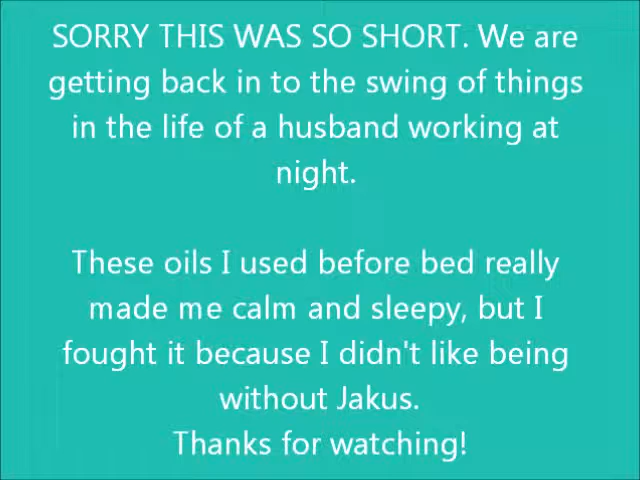 SORRY THIS WAS SO SHORT. We are
getting back in to the swing of things
in the life of a husband working at
night.
These oils I used before bed really
made me calm and sleepy, but I
fought it because I didn't like being
without Jakus.
Thanks for watching!